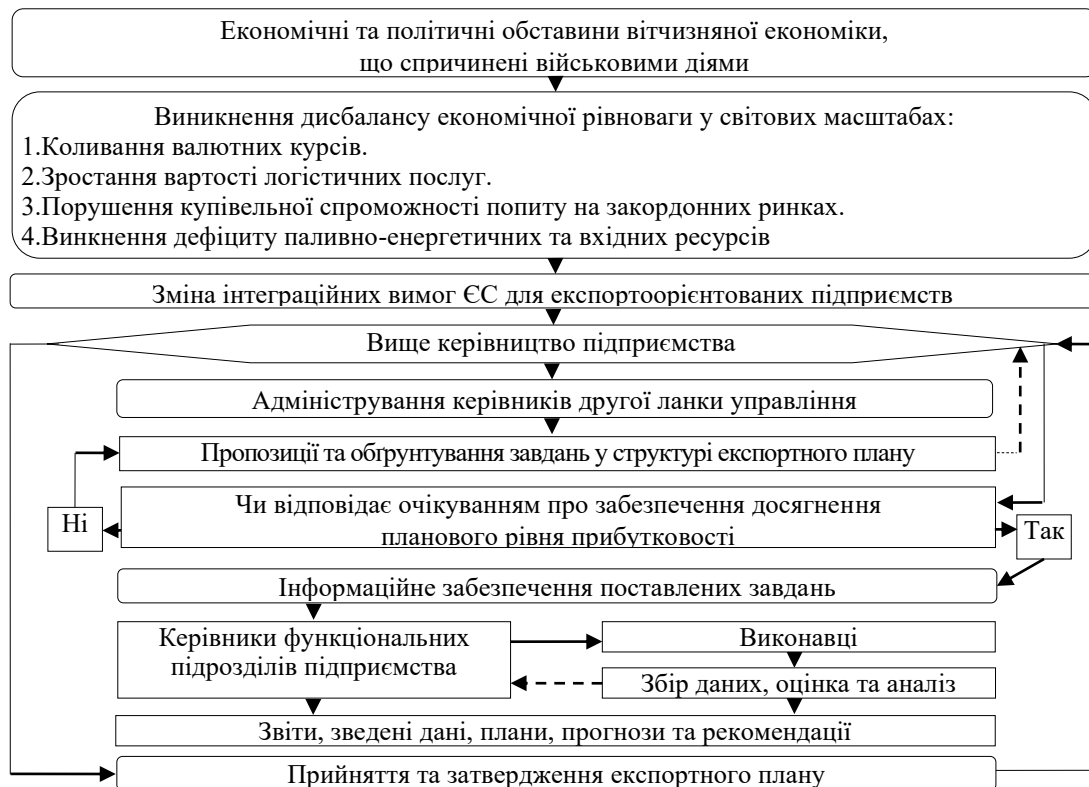 Економічні та політичні обставини вітчизняної економіки,
що спричинені військовими діями
Виникнення дисбалансу економічної рівноваги у світових масштабах:
1.Коливання валютних курсів.
2.Зростання вартості логістичних послуг.
3.Порушення купівельної спроможності попиту на закордонних ринках.
4.Винкнення дефіциту паливно-енергетичних та вхідних ресурсів
Зміна інтеграційних вимог ЄС для експортоорієнтованих підприємств
Вище керівництво підприємства
Адміністрування керівників другої ланки управління
Пропозиції та обґрунтування завдань у структурі експортного плану
Ні
Чи відповідає очікуванням про забезпечення досягнення
планового рівня прибутковості
Так
Інформаційне забезпечення поставлених завдань
Керівники функціональних
підрозділів підприємства
Виконавці
Збір даних, оцінка та аналіз
Звіти, зведені дані, плани, прогнози та рекомендації
Прийняття та затвердження експортного плану